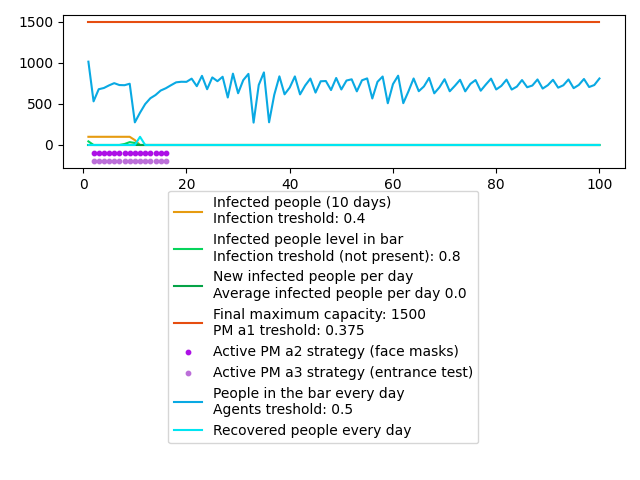 1500
1000
500
0
0 20 40 60 80 100
Infected people (10 days)
Infection treshold: 0.4
Infected people level in bar
Infection treshold (not present): 0.8
New infected people per day
Average infected people per day 0.0
Final maximum capacity: 1500
PM a1 treshold: 0.375
Active PM a2 strategy (face masks)
Active PM a3 strategy (entrance test)
People in the bar every day
Agents treshold: 0.5
Recovered people every day